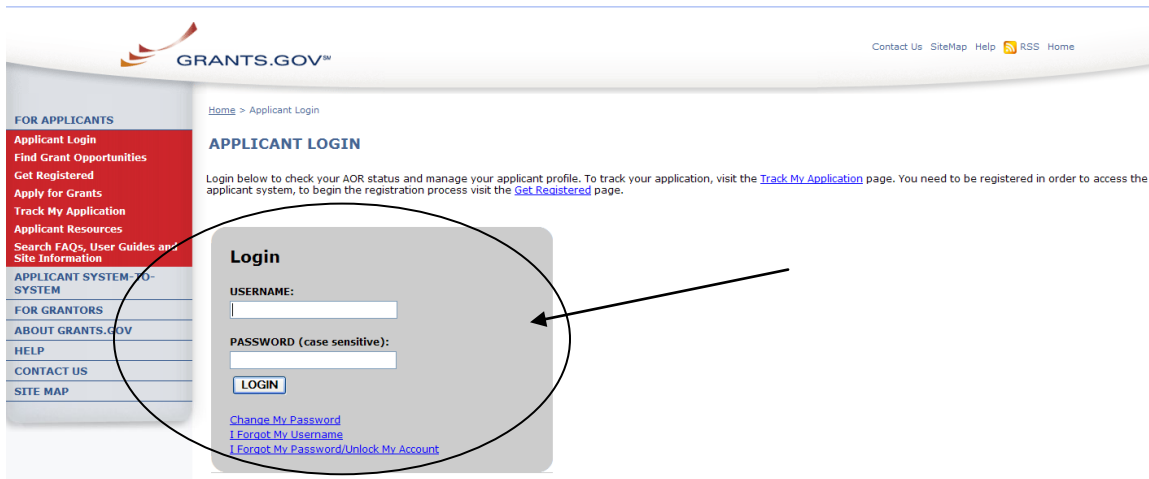 GRANTS.GOV℠
Contact Us SiteMap Help RSS Home
FOR APPLICANTS
Applicant Login
Find Grant Opportunities
Get Registered
Apply for Grants
Track My Application
Applicant Resources
Search FAQs, User Guides and
Site Information
APPLICANT SYSTEM-TO-
SYSTEM
FOR GRANTORS
ABOUT GRANTS.GOV
HELP
CONTACT US
SITE MAP
Home > Applicant Login
APPLICANT LOGIN
Login below to check your AOR status and manage your applicant profile. To track your application, visit the Track My Application page. You need to be registered in order to access the
applicant system, to begin the registration process visit the Get Registered page.
Login
USERNAME:
PASSWORD (case sensitive):
LOGIN
Change My Password
I Forgot My Username
I Forgot My Password/Unlock My Account